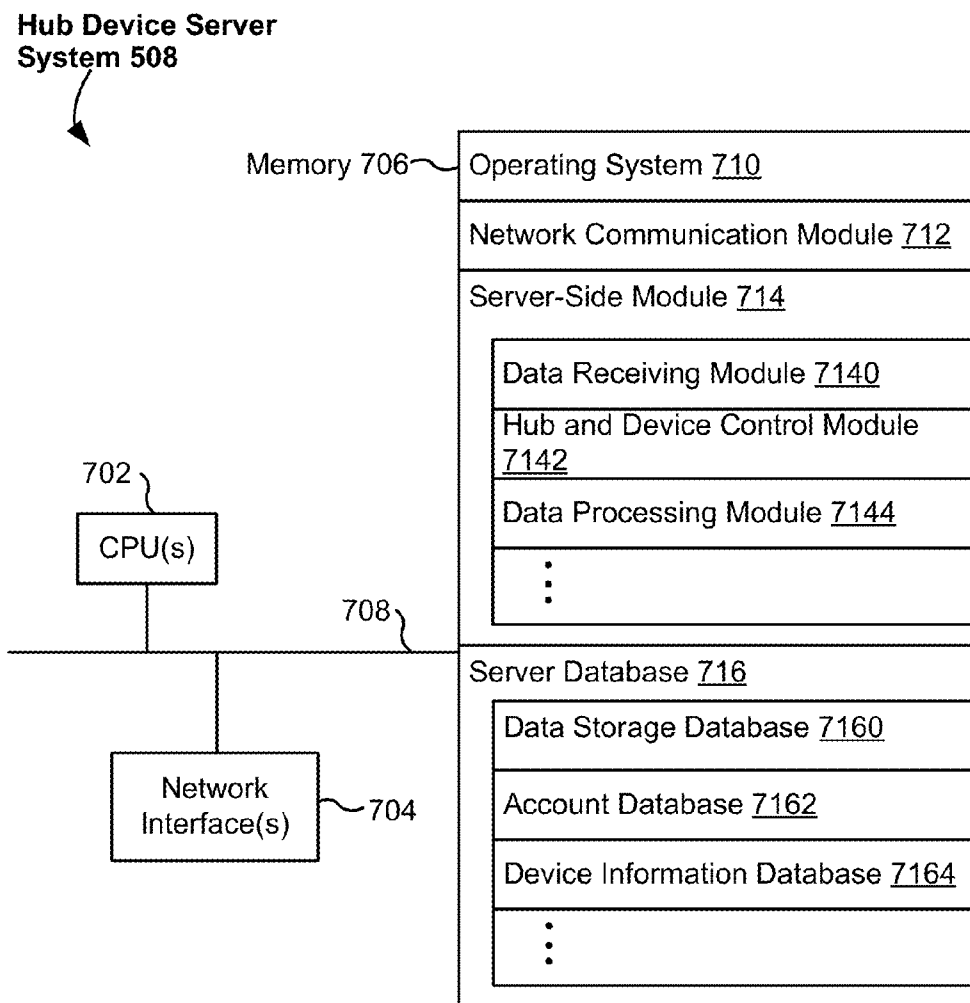 Hub Device Server
System 508
Memory 706
Operating System 710
Network Communication Module 712
Server-Side Module 714
Data Receiving Module 7140
Hub and Device Control Module
7142
Data Processing Module 7144
702
CPU(s)
708
Server Database 716
Data Storage Database 7160
Network
Interface(s)
704
Account Database 7162
Device Information Database 7164